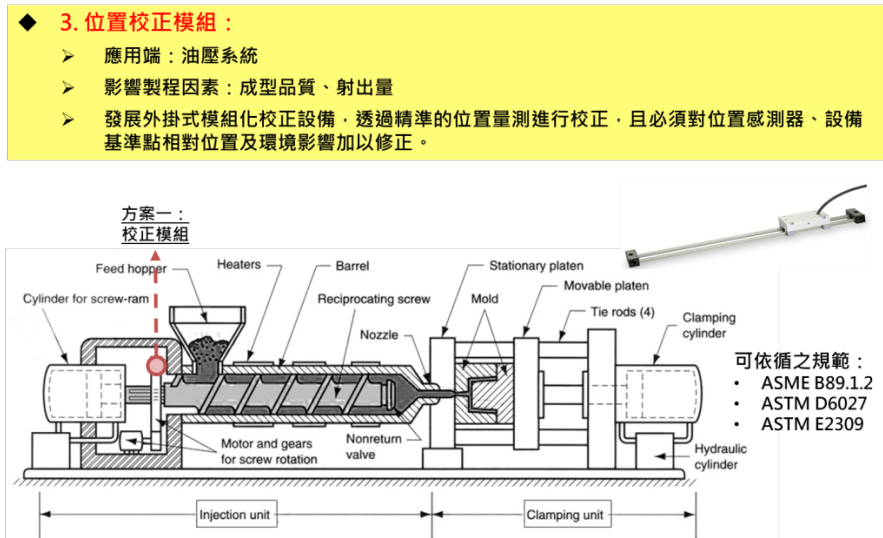 ◆ 3. 位置校正模組：
➢ 應用端：油壓系統
➢ 影響製程因素：成型品質、射出量
➢ 發展外掛式模組化校正設備，透過精準的位置量測進行校正，且必須對位置感測器、設備
基準點相對位置及環境影響加以修正。
方案一：
校正模組
Feed hopper
Heaters
Barrel
Stationary platen
Movable platen
Cylinder for screw-ram
Reciprocating screw
Mold
Tie rods (4)
Nozzle
Clamping
cylinder
可依循之規範：
• ASME B89.1.2
• ASTM D6027
• ASTM E2309
Motor and gears
for screw rotation
Nonreturn
valve
Hydraulic
cylinder
Injection unit
Clamping unit